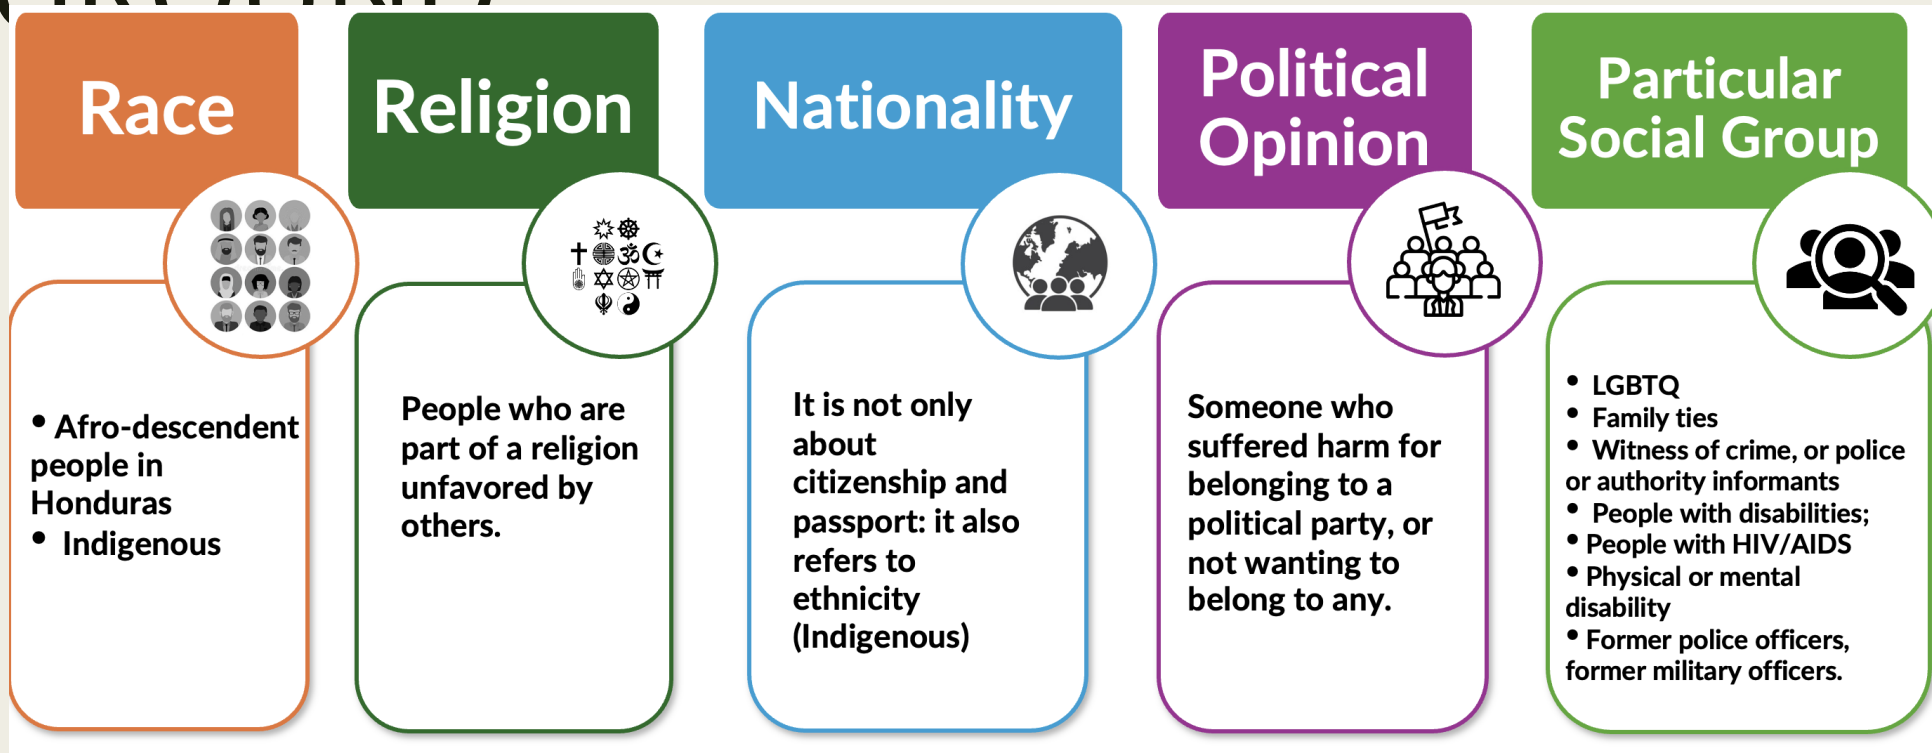 Race
Religion
Nationality
Political
Opinion
Particular
Social Group
• Afro-descendent
people in
Honduras
• Indigenous
People who are
part of a religion
unfavored by
others.
It is not only
about
citizenship and
passport: it also
refers to
ethnicity
(Indigenous)
Someone who
suffered harm for
belonging to a
political party, or
not wanting to
belong to any.
• LGBTQ
• Family ties
• Witness of crime, or police
or authority informants
• People with disabilities;
• People with HIV/AIDS
• Physical or mental
disability
• Former police officers,
former military officers.